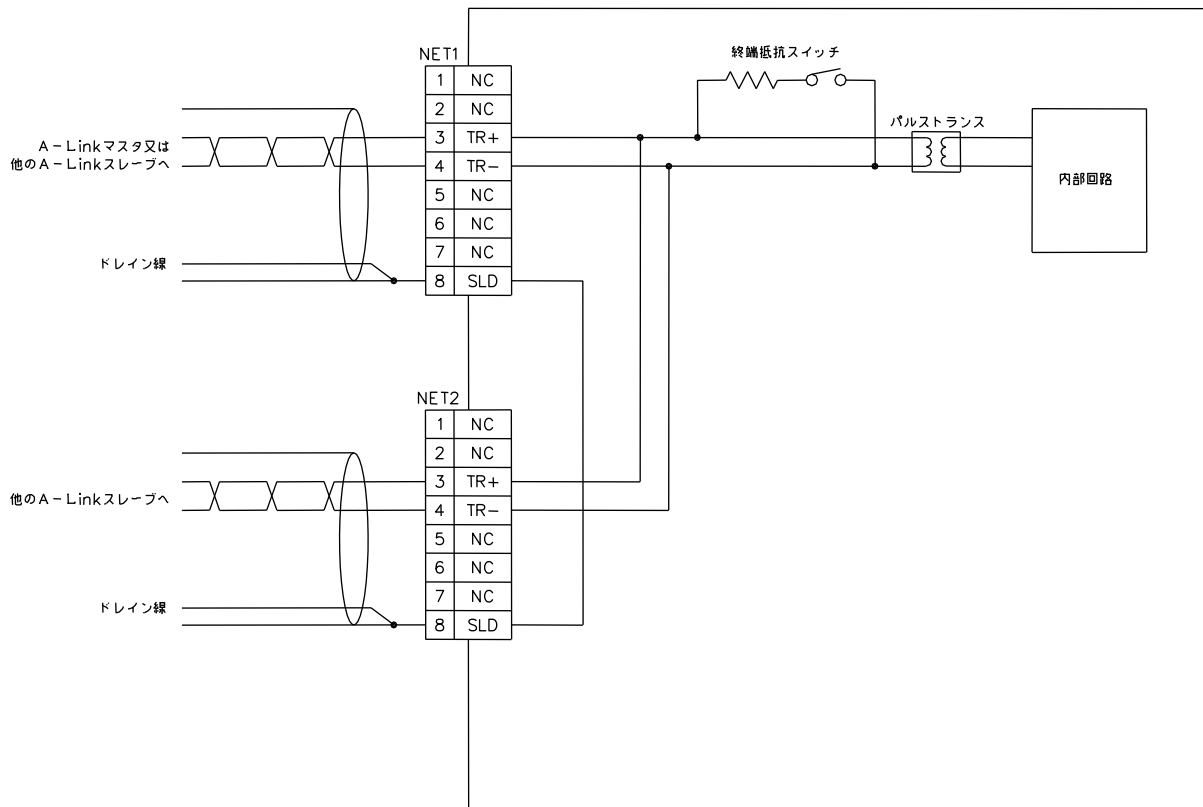 終端抵抗スイッチ
NET1
1 NC
2 NC
3 TR+
4 TR−
5 NC
6 NC
7 NC
8 SLD
A−Linkマスタ又は
他のA−Linkスレーブへ
ドレイン線
パルストランス
内部回路
NET2
1 NC
2 NC
3 TR+
4 TR−
5 NC
6 NC
7 NC
8 SLD
他のA−Linkスレーブへ
ドレイン線